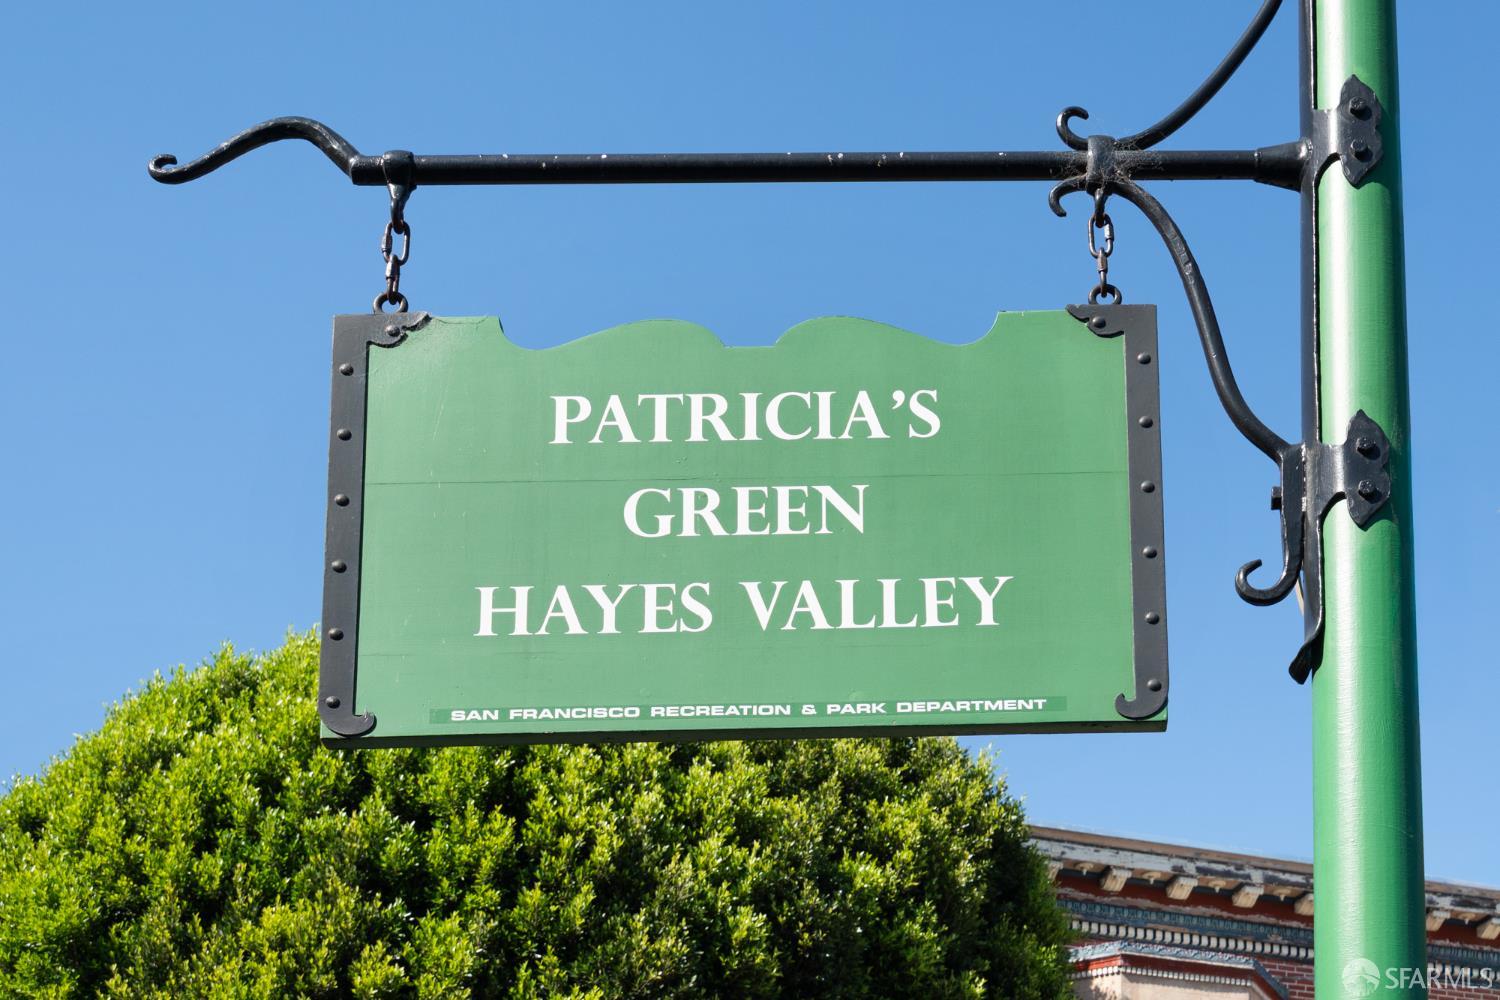 PATRICIA’S
GREEN
HAYES VALLEY
SAN FRANCISCO RECREATION & PARK DEPARTMENT
SFARMLS